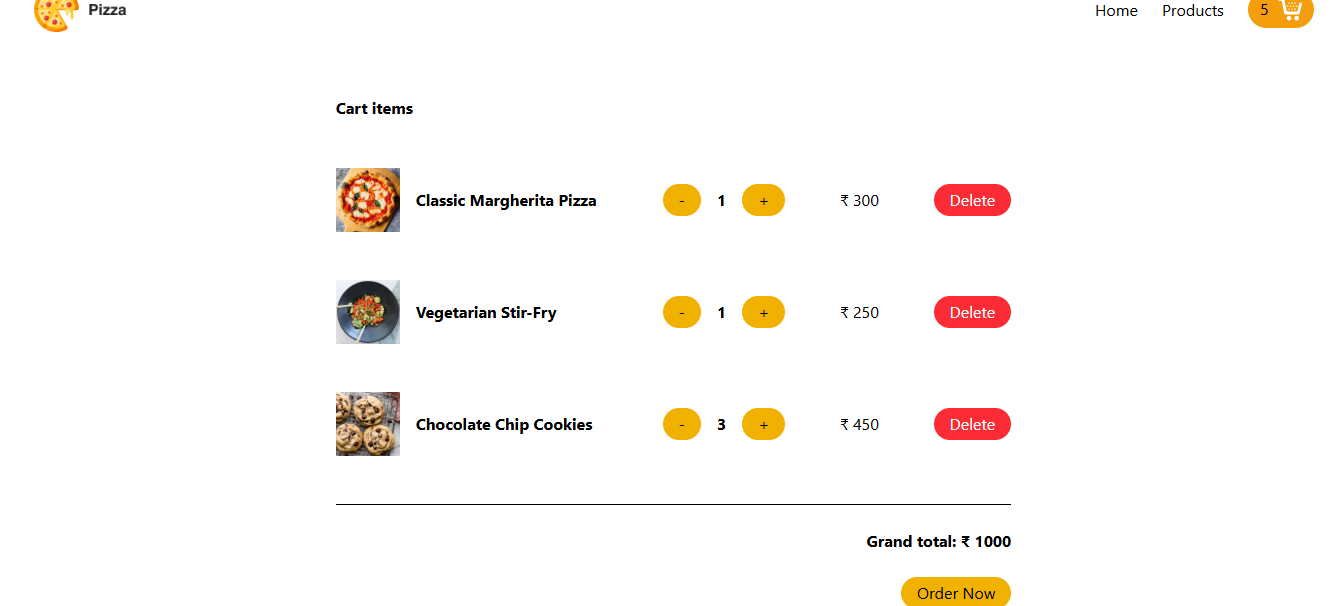 Pizza
Home Products 5
Cart items
Classic Margherita Pizza - 1 + ₹ 300 Delete
Vegetarian Stir-Fry - 1 + ₹ 250 Delete
Chocolate Chip Cookies - 3 + ₹ 450 Delete
Grand total: ₹ 1000
Order Now